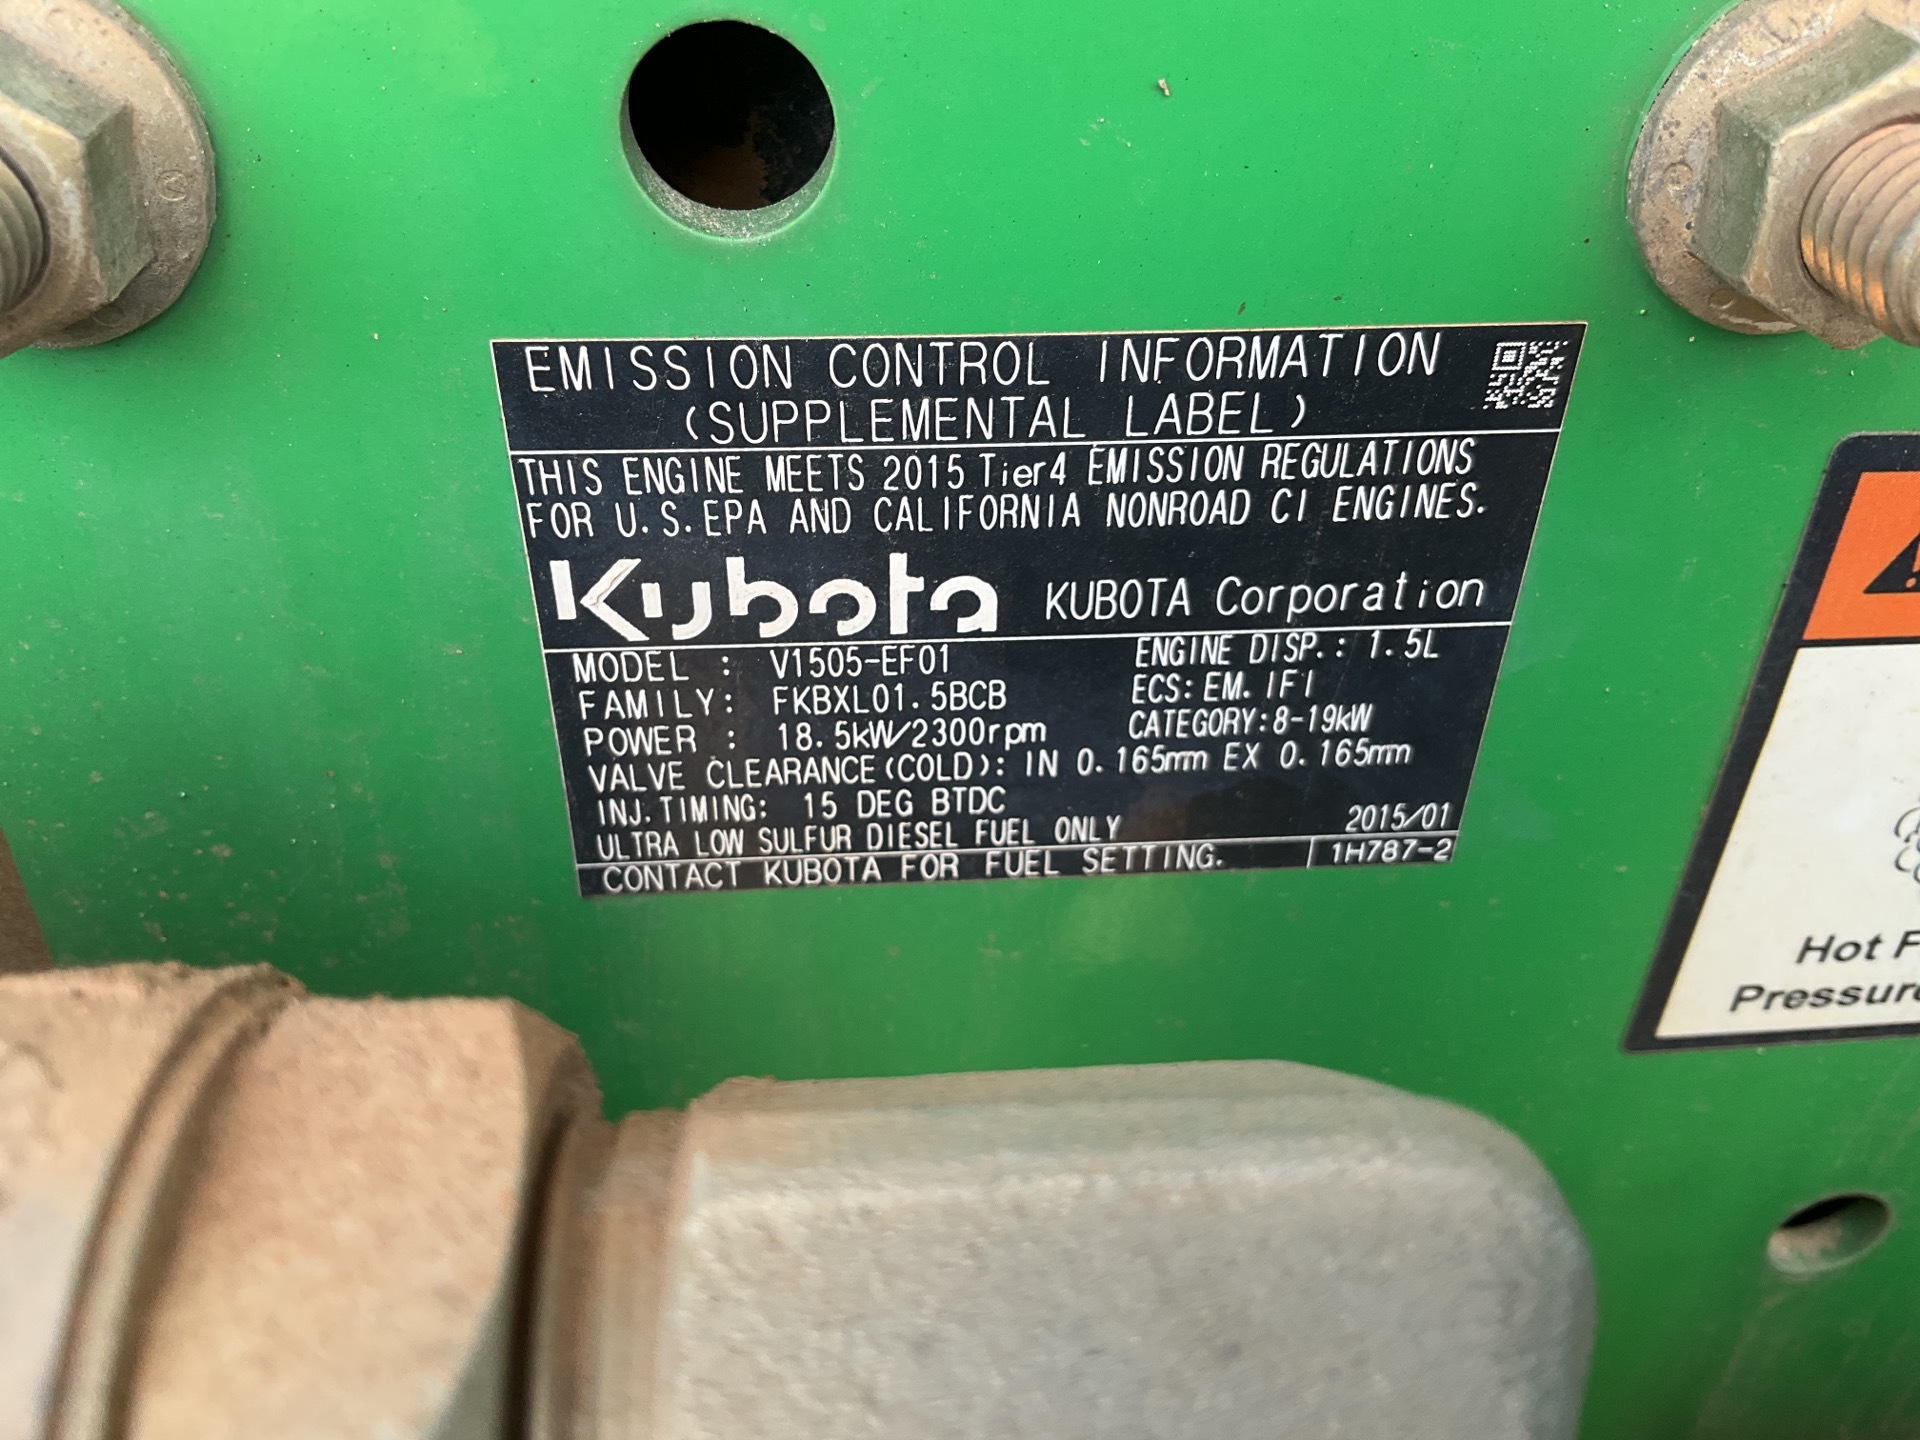 EMISSION CONTROL INFORMATION
(SUPPLEMENTAL LABEL)
THIS ENGINE MEETS 2015 Tier4 EMISSION REGULATIONS
FOR U.S.EPA AND CALIFORNIA NONROAD CI ENGINES.
Kubota KUBOTA Corporation
MODEL : V1505-EF01 ENGINE DISP.: 1.5L
FAMILY: FKBXL01.5BCB ECS: EM.IFI
POWER : 18.5kW/2300rpm CATEGORY:8-19kW
VALVE CLEARANCE(COLD): IN 0.165mm EX 0.165mm
INJ.TIMING: 15 DEG BTDC
ULTRA LOW SULFUR DIESEL FUEL ONLY 2015/01
CONTACT KUBOTA FOR FUEL SETTING. 1H787-2
Hot F
Pressure